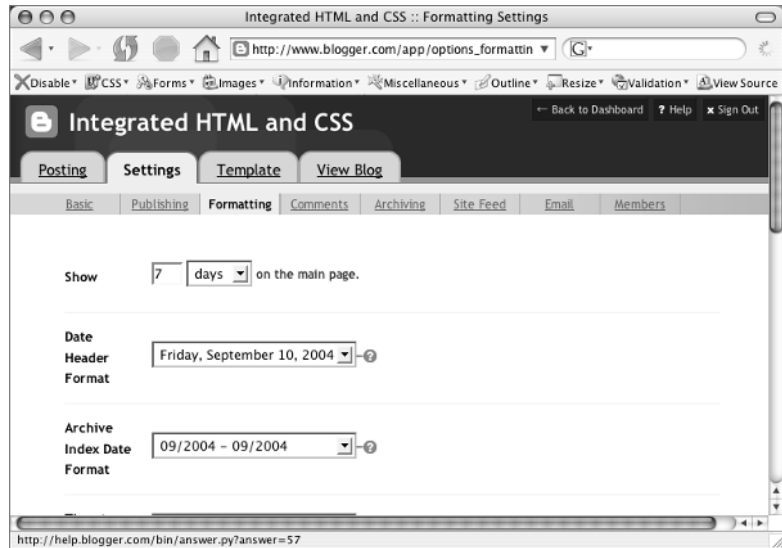 Integrated HTML and CSS :: Formatting Settings
http://www.blogger.com/app/options_formattin
G
Disable CSS Forms Images Information Miscellaneous Outline Resize Validation View Source
B Integrated HTML and CSS
← Back to Dashboard ? Help x Sign Out
Posting Settings Template View Blog
Basic Publishing Formatting Comments Archiving Site Feed Email Members
Show 7 days on the main page.
Date
Header
Format
Friday, September 10, 2004 ?
Archive
Index Date
Format
09/2004 – 09/2004 ?
http://help.blogger.com/bin/answer.py?answer=57